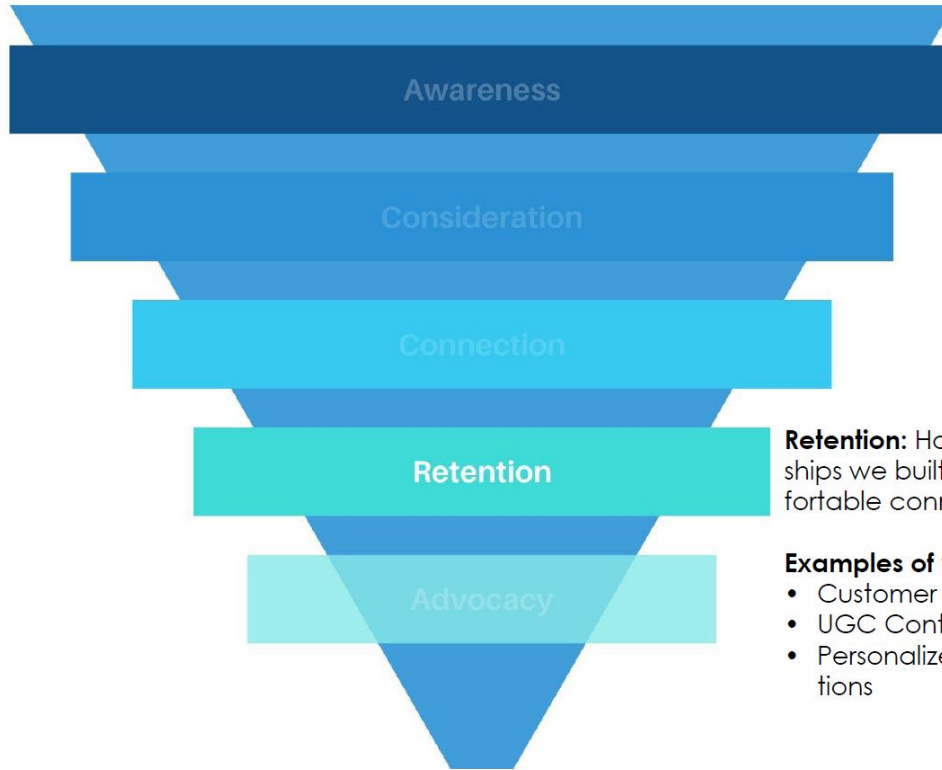 Awareness
Consideration
Connection
Retention
Retention: Ho
ships we built
fortable conn
Advocacy
Examples of
• Customer
• UGC Cont
• Personalize
tions